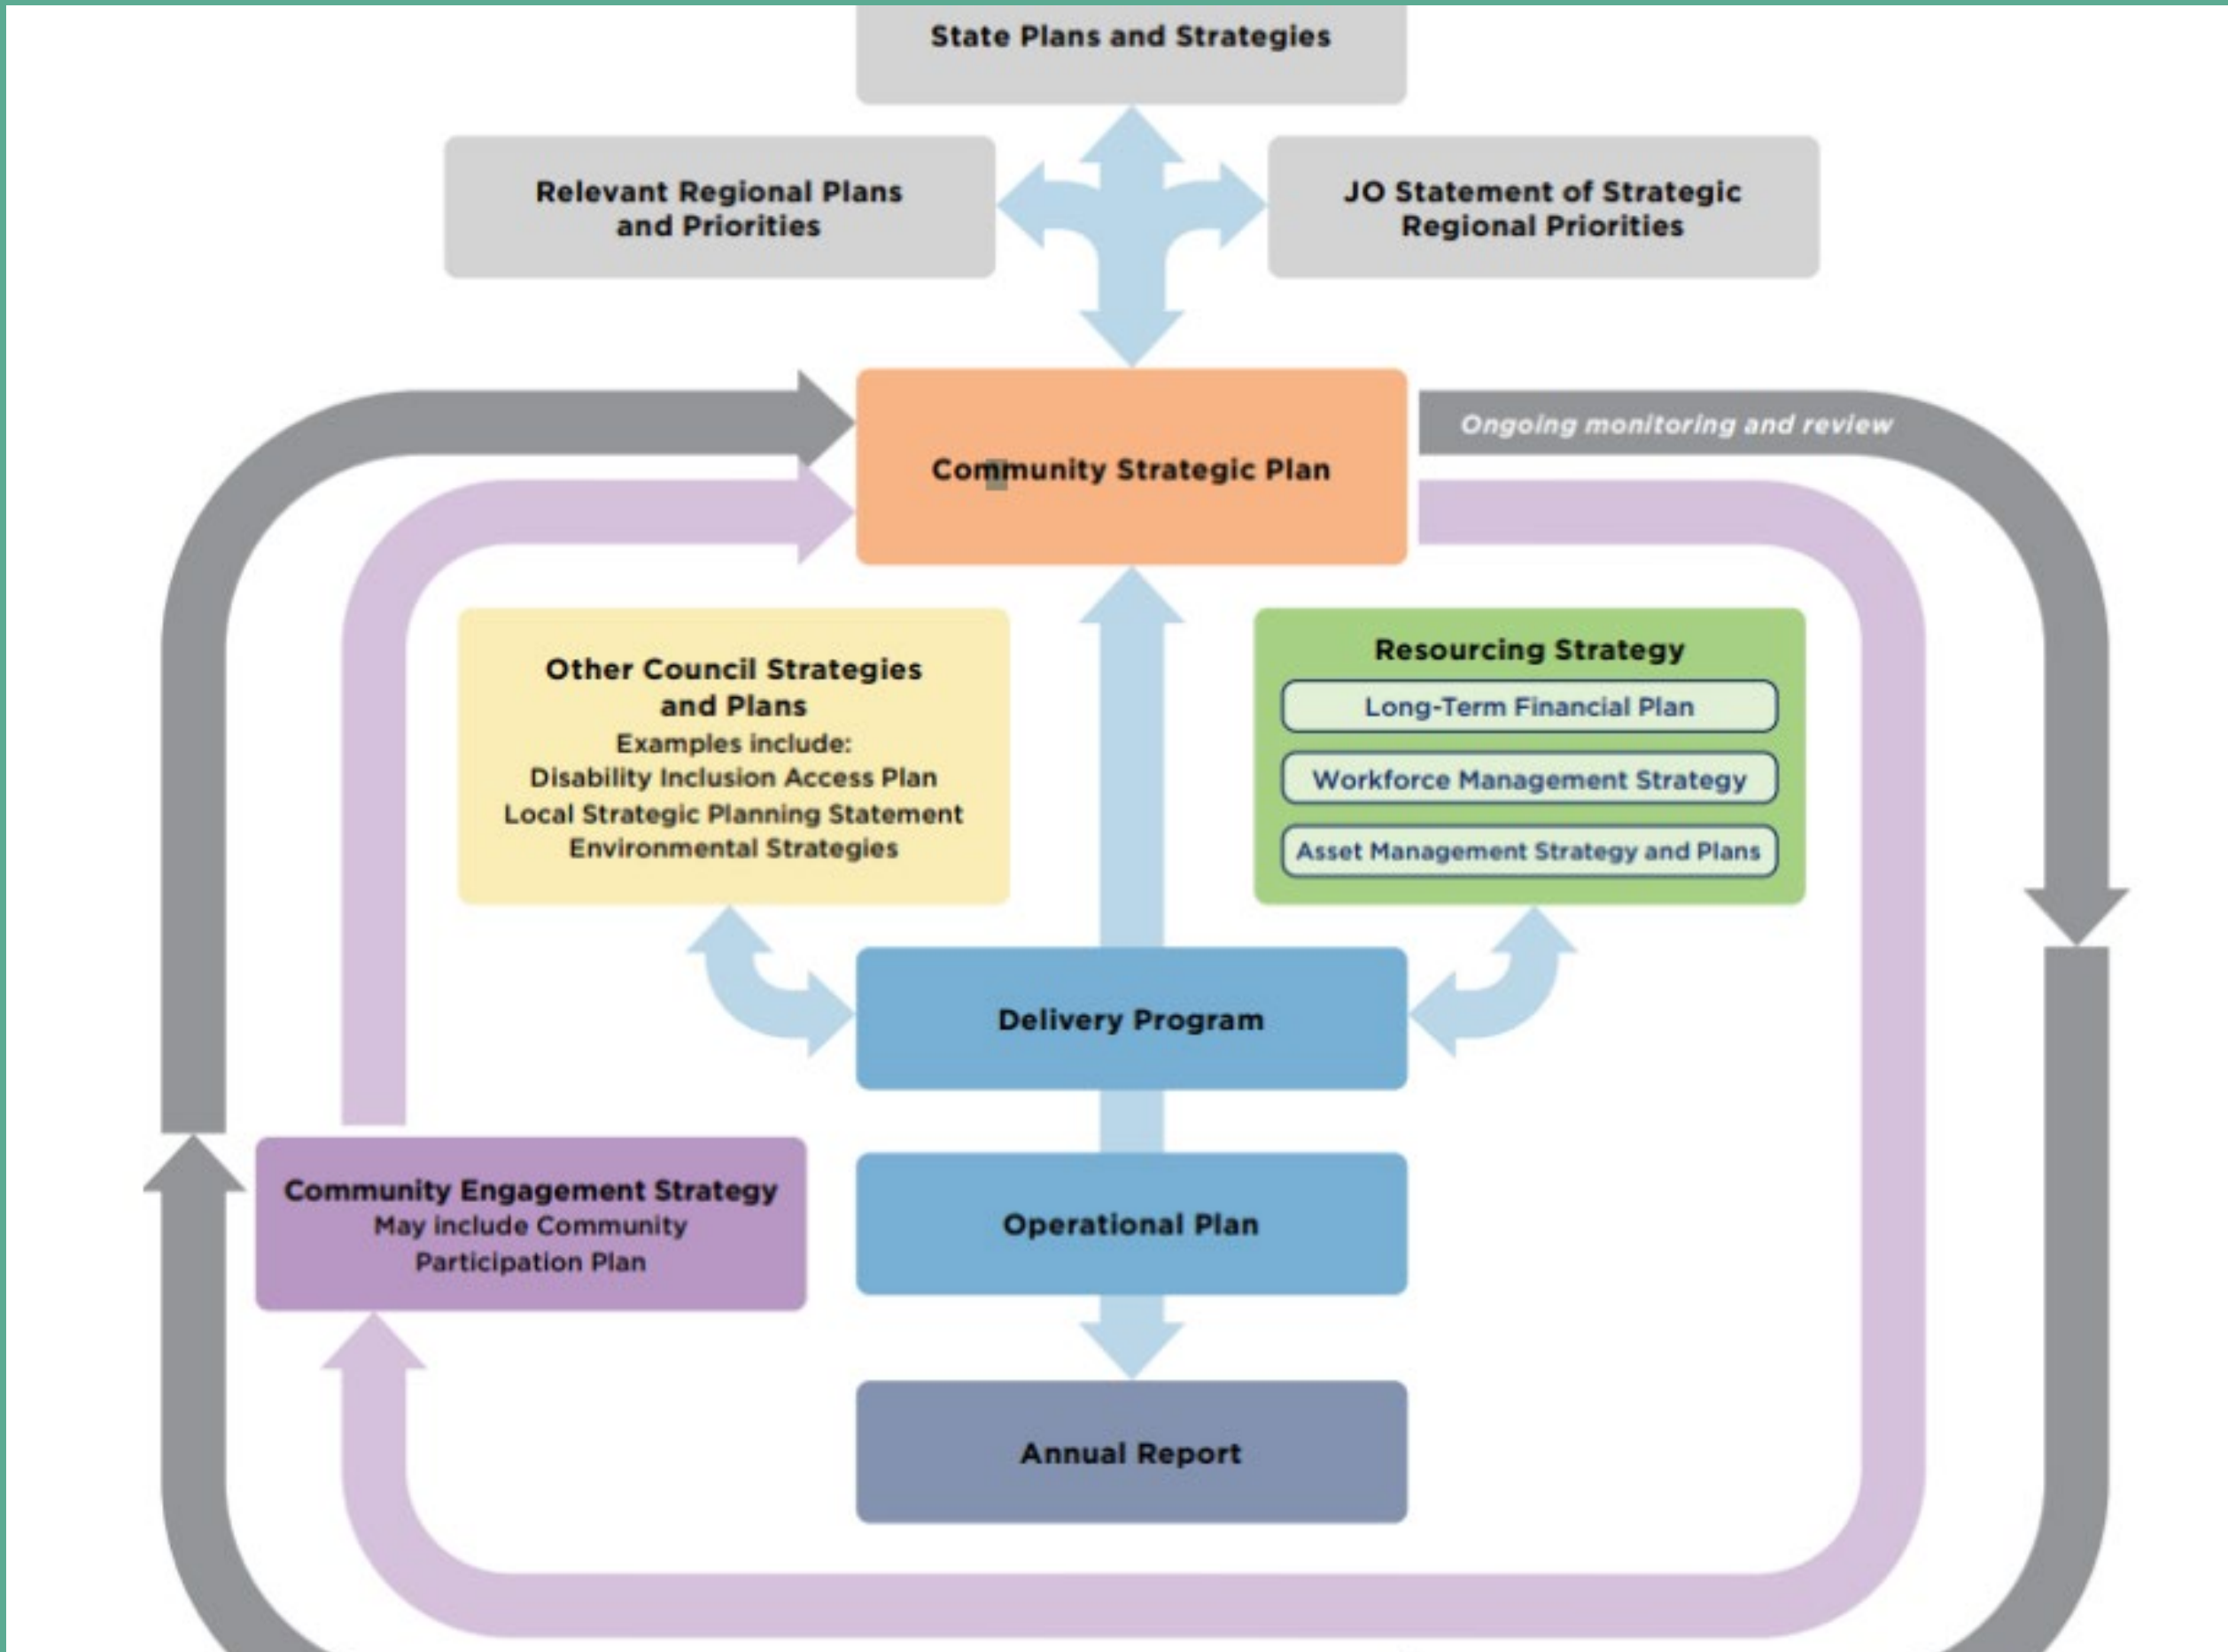 State Plans and Strategies
Relevant Regional Plans
and Priorities
JO Statement of Strategic
Regional Priorities
Community Strategic Plan
Ongoing monitoring and review
Other Council Strategies
and Plans
Examples include:
Disability Inclusion Access Plan
Local Strategic Planning Statement
Environmental Strategies
Resourcing Strategy
Long-Term Financial Plan
Workforce Management Strategy
Asset Management Strategy and Plans
Delivery Program
Community Engagement Strategy
May include Community
Participation Plan
Operational Plan
Annual Report